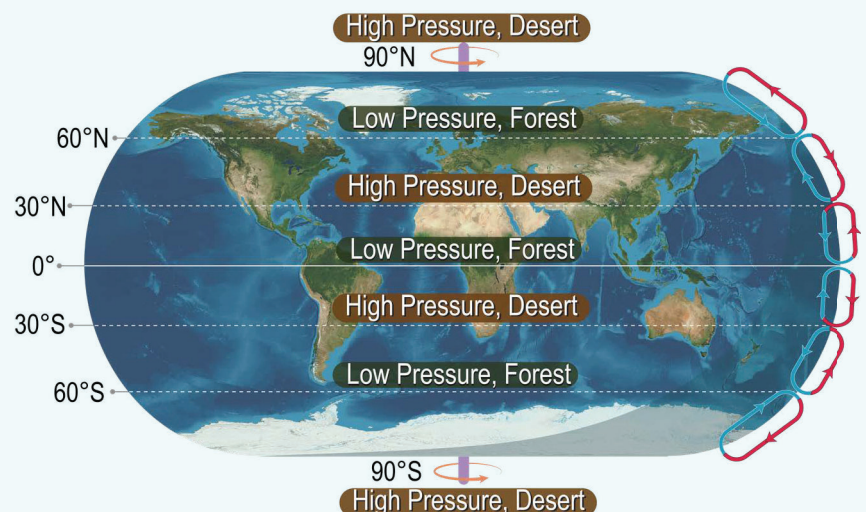 High Pressure, Desert
90°N
Low Pressure, Forest
60°N
High Pressure, Desert
30°N
Low Pressure, Forest
0°
High Pressure, Desert
30°S
Low Pressure, Forest
60°S
90°S
High Pressure, Desert